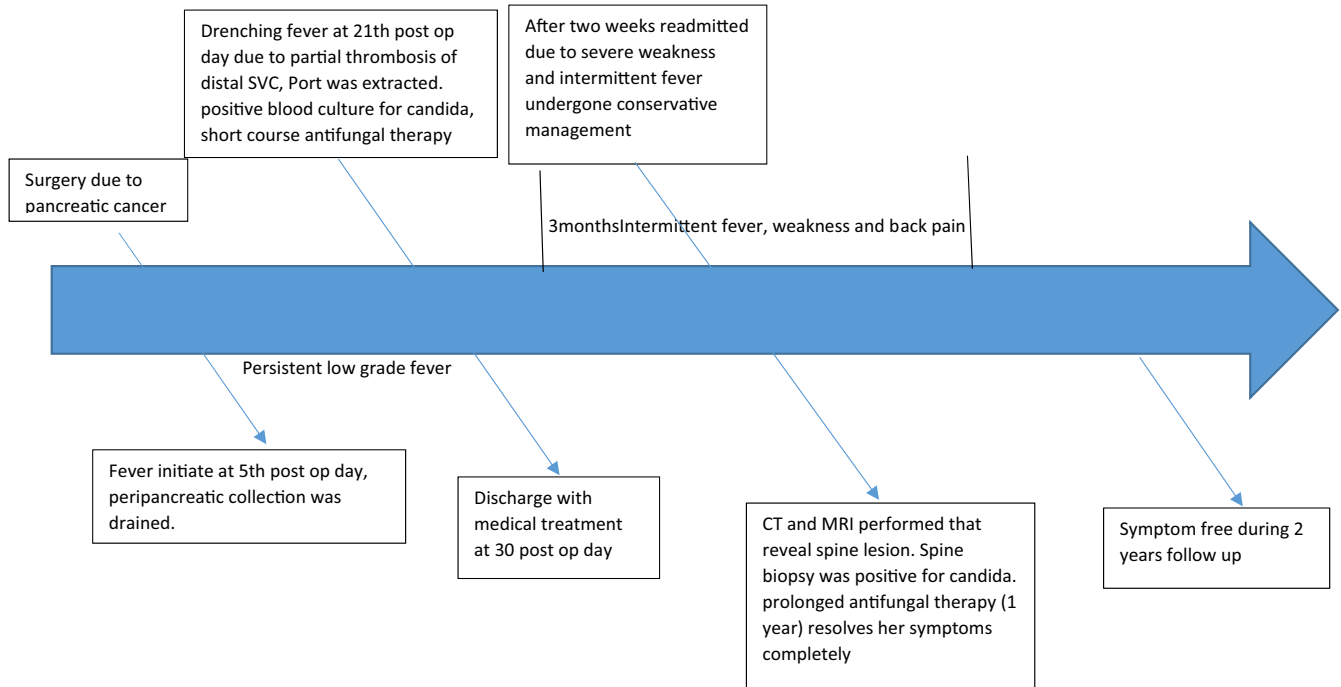 Surgery due to
pancreatic cancer
Drenching fever at 21th post op
day due to partial thrombosis of
distal SVC, Port was extracted.
positive blood culture for candida,
short course antifungal therapy
After two weeks readmitted
due to severe weakness
and intermittent fever
undergone conservative
management
3monthsIntermittent fever, weakness and back pain
Persistent low grade fever
Fever initiate at 5th post op day,
peripancreatic collection was
drained.
Discharge with
medical treatment
at 30 post op day
CT and MRI performed that
reveal spine lesion. Spine
biopsy was positive for candida.
prolonged antifungal therapy (1
year) resolves her symptoms
completely
Symptom free during 2
years follow up